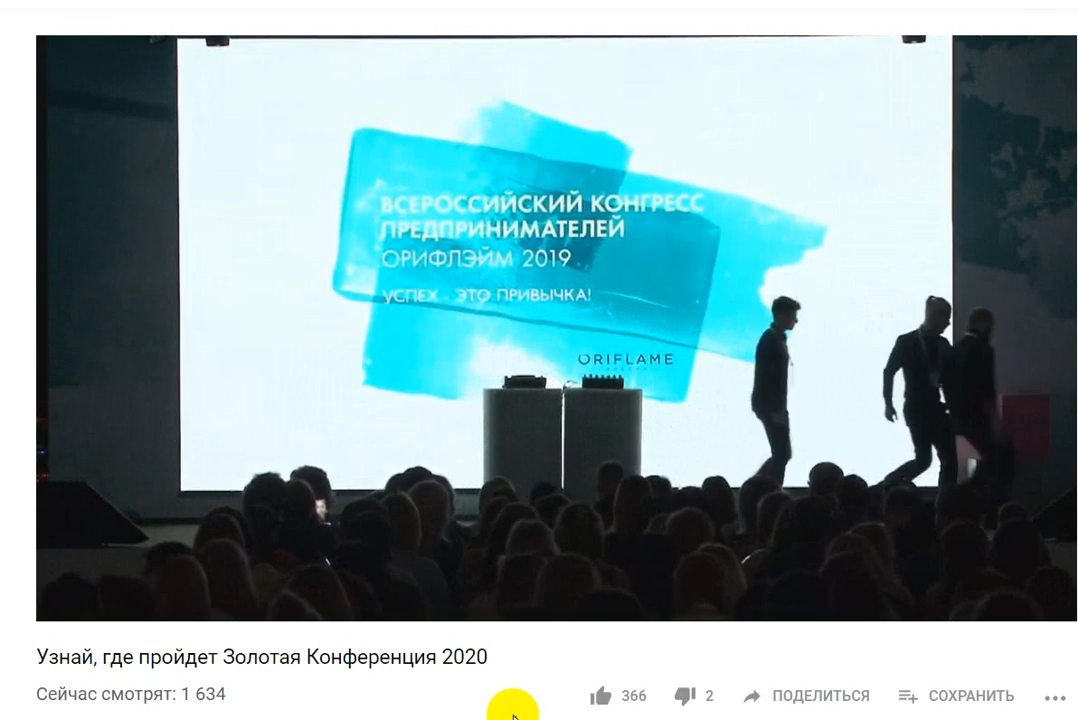 ВСЕРОССИЙСКИЙ КОНГРЕСС
ПРЕДПРИНИМАТЕЛЕЙ
ОРИФЛЭЙМ 2019
УСПЕХ - ЭТО ПРИВЫЧКА!
ORIFLAME
Узнай, где пройдет Золотая Конференция 2020
Сейчас смотрят: 1 634
366
2
ПОДЕЛИТЬСЯ
СОХРАНИТЬ